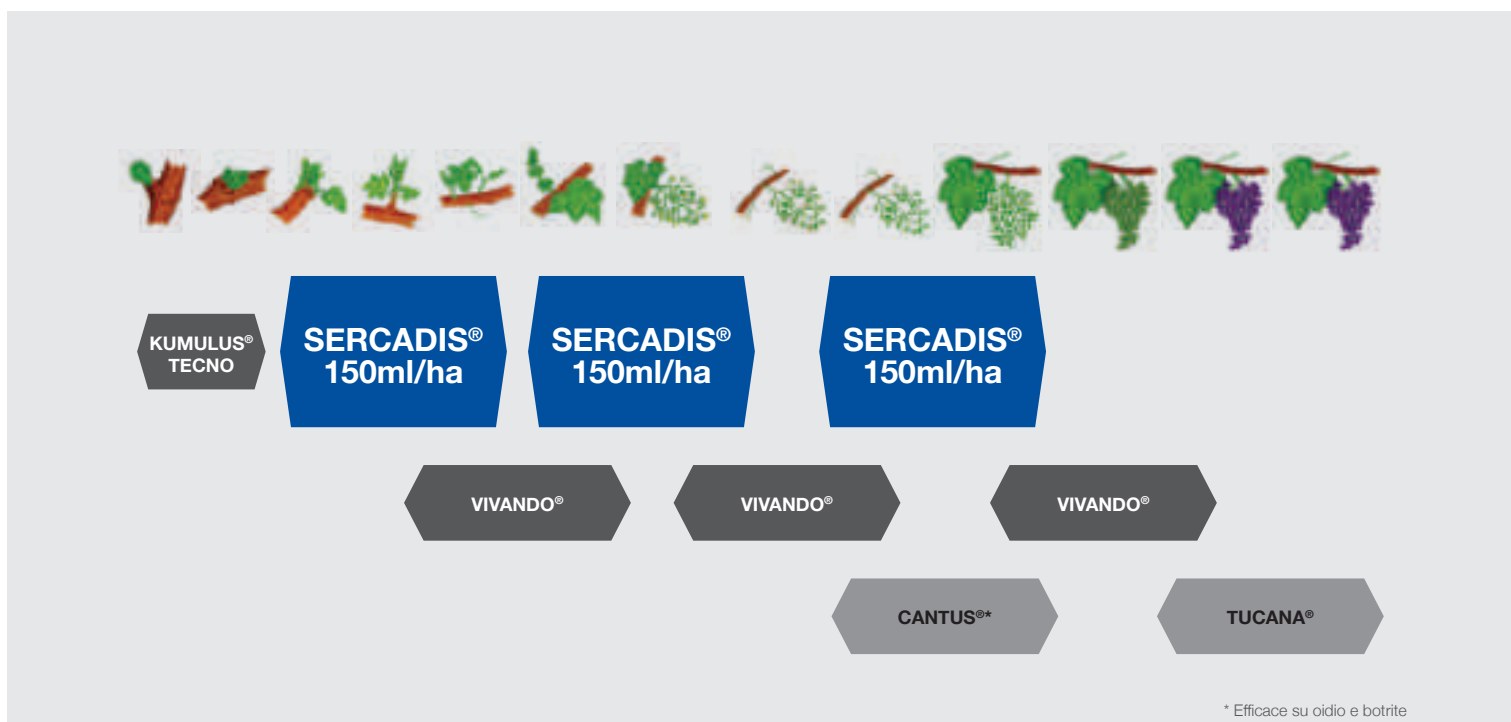 KUMULUS®
TECNO
SERCADIS®
150ml/ha
SERCADIS®
150ml/ha
SERCADIS®
150ml/ha
VIVANDO®
VIVANDO®
VIVANDO®
CANTUS®*
TUCANA®
* Efficace su oidio e botrite